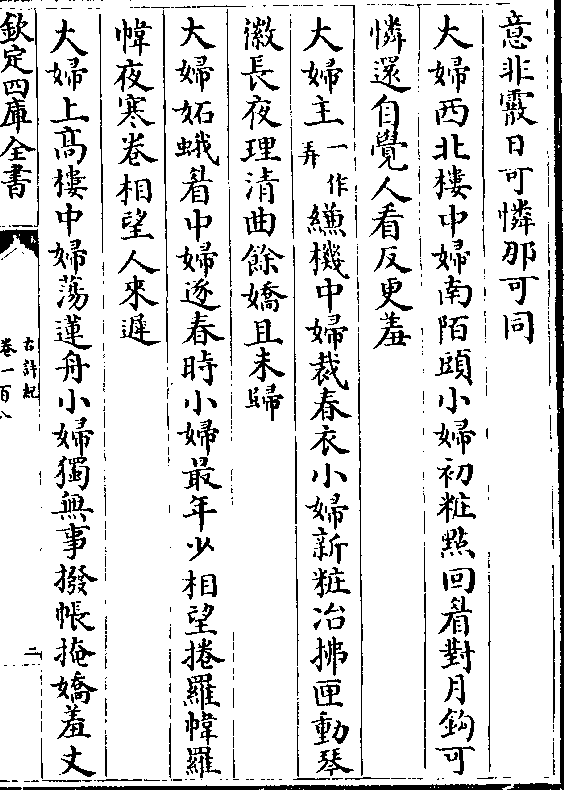 意非霞日可憐那可同
大婦西北樓中婦南陌頭小婦初粧㸃回看對月鈎可
憐還自覺人看反更羞
大婦主一作弄縑機中婦裁春衣小婦新粧冶拂匣動琴
徽長夜理清曲餘嬌且未歸
大婦妬蛾眉中婦逐春時小婦最年少相望捲羅幃羅
幃夜寒卷相望人來遲
大婦上髙樓中婦蕩蓮舟小婦獨無事撥帳掩嬌羞丈
欽定四庫全書
古詩紀
卷一百八
二